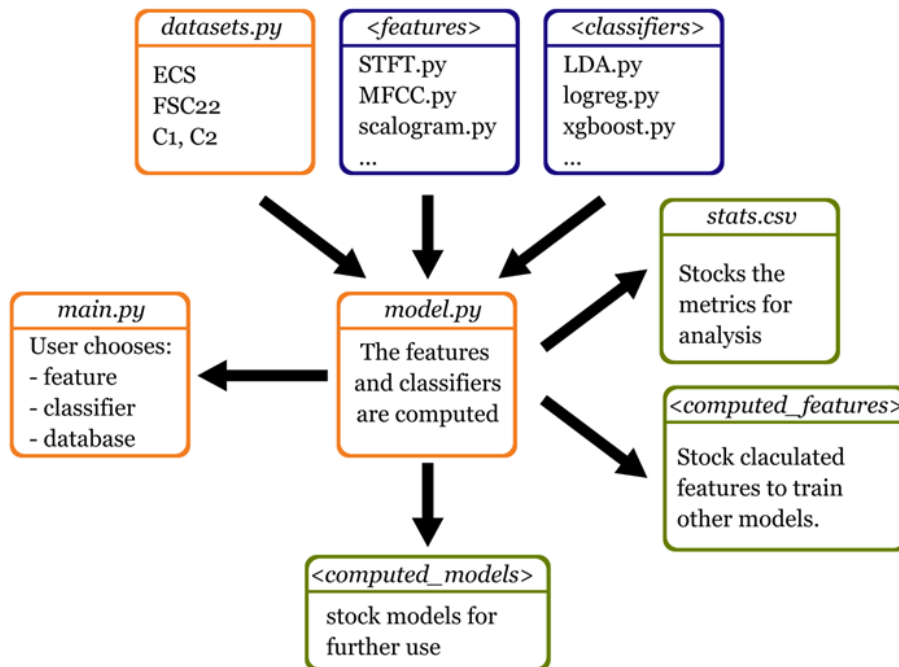 datasets.py
ECS
FSC22
C1, C2
<features>
STFT.py
MFCC.py
scalogram.py
...
<classifiers>
LDA.py
logreg.py
xgboost.py
...
stats.csv
Stocks the
metrics for
analysis
main.py
User chooses:
- feature
- classifier
- database
model.py
The features
and classifiers
are computed
<computed_features>
Stock claculated
features to train
other models.
<computed_models>
stock models for
further use